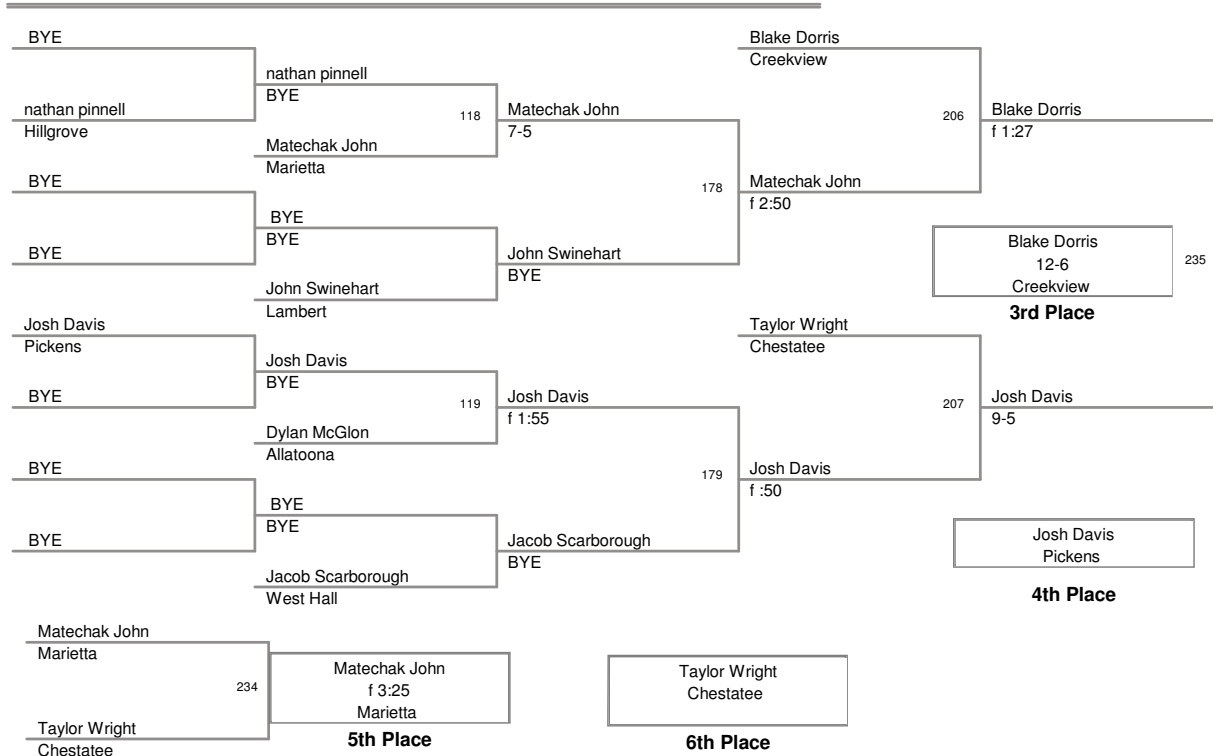 BYE
nathan pinnell
BYE
nathan pinnell
Hillgrove
118
Matechak John
7-5
Matechak John
Marietta
BYE
BYE
BYE
BYE
John Swinehart
BYE
John Swinehart
Lambert
178
Matechak John
f 2:50
Blake Dorris
Creekview
206
Blake Dorris
f 1:27
Blake Dorris
12-6
Creekview
235
3rd Place
Josh Davis
Pickens
Josh Davis
BYE
BYE
119
Josh Davis
f 1:55
Dylan McGlon
Allatoona
BYE
BYE
BYE
BYE
Jacob Scarborough
BYE
Jacob Scarborough
West Hall
179
Josh Davis
f :50
Taylor Wright
Chestatee
207
Josh Davis
9-5
Josh Davis
Pickens
4th Place
Matechak John
Marietta
234
Taylor Wright
Chestatee
Matechak John
f 3:25
Marietta
5th Place
Taylor Wright
Chestatee
6th Place